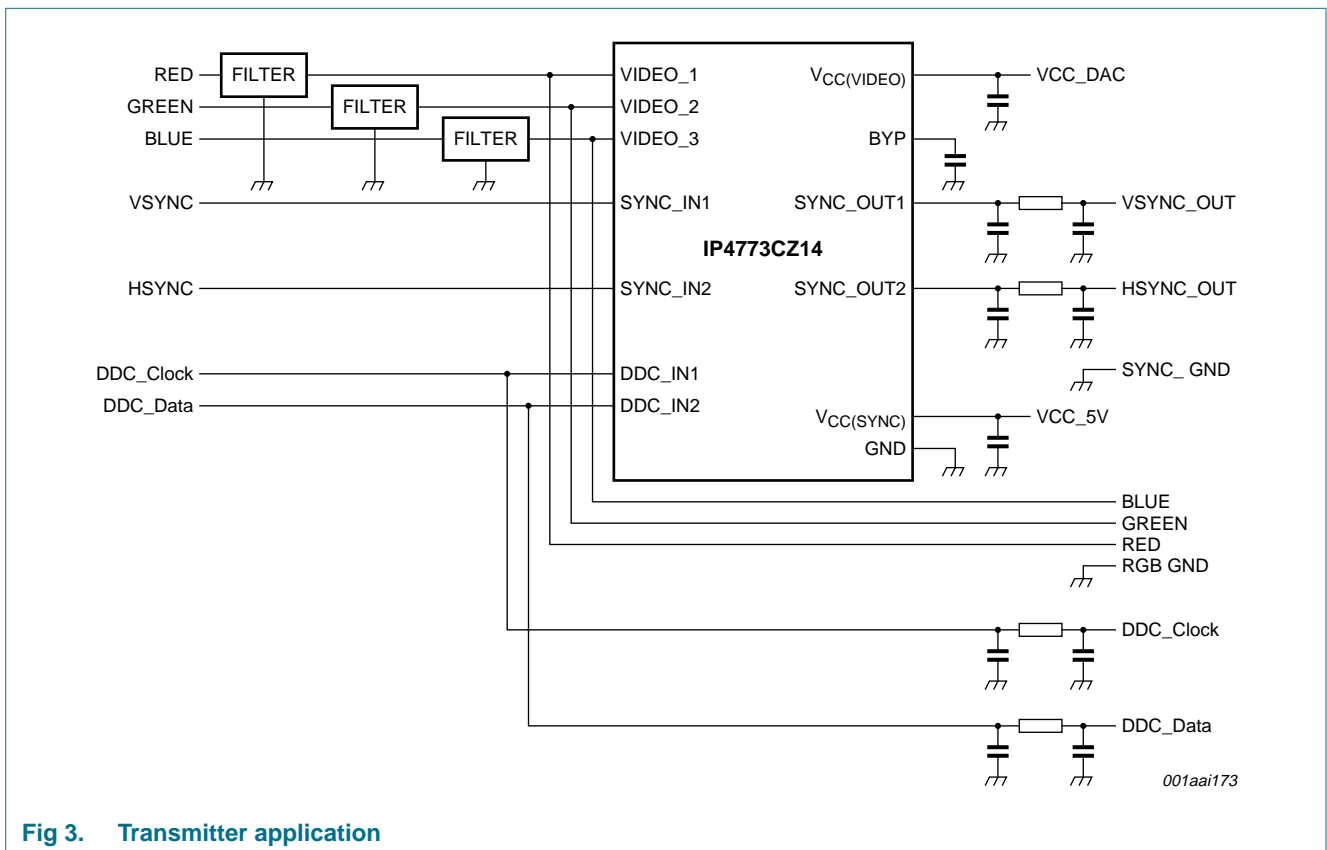 RED
FILTER
VIDEO_1
VCC(VIDEO)
VCC_DAC
GREEN
FILTER
VIDEO_2
BLUE
FILTER
VIDEO_3
BYP
VSYNC
SYNC_IN1
SYNC_OUT1
VSYNC_OUT
IP4773CZ14
HSYNC
SYNC_IN2
SYNC_OUT2
HSYNC_OUT
DDC_Clock
DDC_IN1
SYNC_ GND
DDC_Data
DDC_IN2
VCC(SYNC)
VCC_5V
GND
BLUE
GREEN
RED
RGB GND
DDC_Clock
DDC_Data
001aai173
Fig 3. Transmitter application